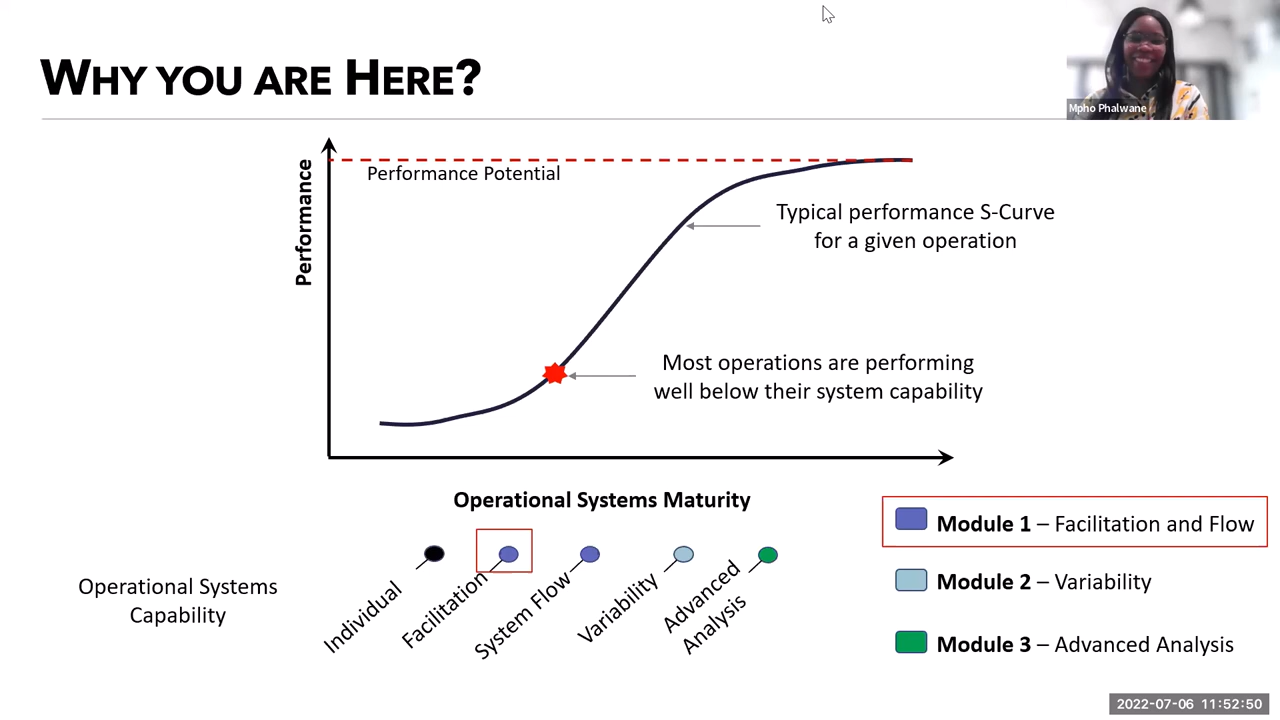 WHY YOU ARE HERE?
Mpho Phalwane
Performance
Performance Potential
Typical performance S-Curve
for a given operation
Most operations are performing
well below their system capability
Operational Systems Maturity
Operational Systems
Capability
Individual
Facilitation
System Flow
Variability
Advanced
Analysis
Module 1 – Facilitation and Flow
Module 2 – Variability
Module 3 – Advanced Analysis
2022-07-06 11:52:50